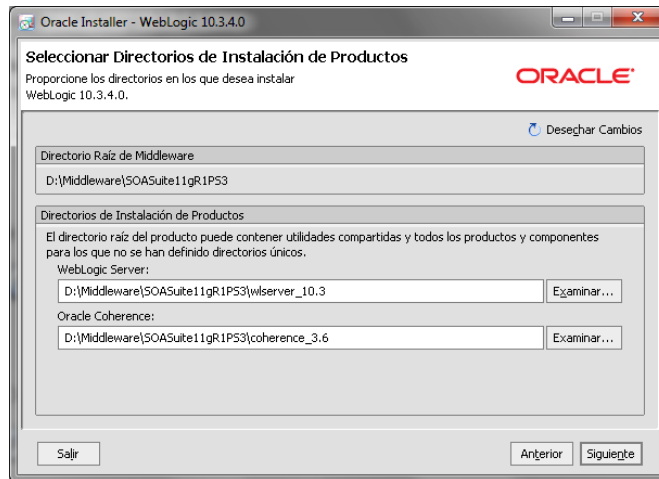 Oracle Installer - WebLogic 10.3.4.0
Seleccionar Directorios de Instalación de Productos
Proporcione los directorios en los que desea instalar
WebLogic 10.3.4.0.
ORACLE
Desechar Cambios
Directorio Raíz de Middleware
D:\Middleware\SOASuite11gR1PS3
Directorios de Instalación de Productos
El directorio raíz del producto puede contener utilidades compartidas y todos los productos y componentes
para los que no se han definido directorios únicos.
WebLogic Server:
D:\Middleware\SOASuite11gR1PS3\wlserver_10.3
Examinar...
Oracle Coherence:
D:\Middleware\SOASuite11gR1PS3\coherence_3.6
Examinar...
Salir
Anterior
Siguiente